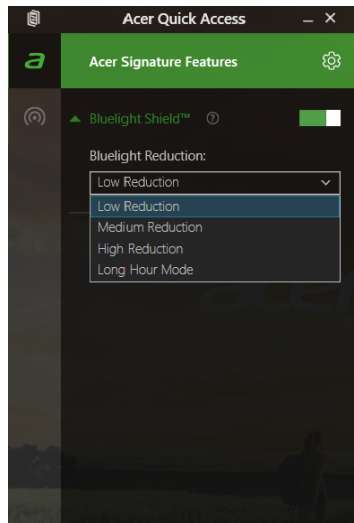 Acer Quick Access
Acer Signature Features
Bluelight Shield™
Bluelight Reduction:
Low Reduction
Low Reduction
Medium Reduction
High Reduction
Long Hour Mode
acer